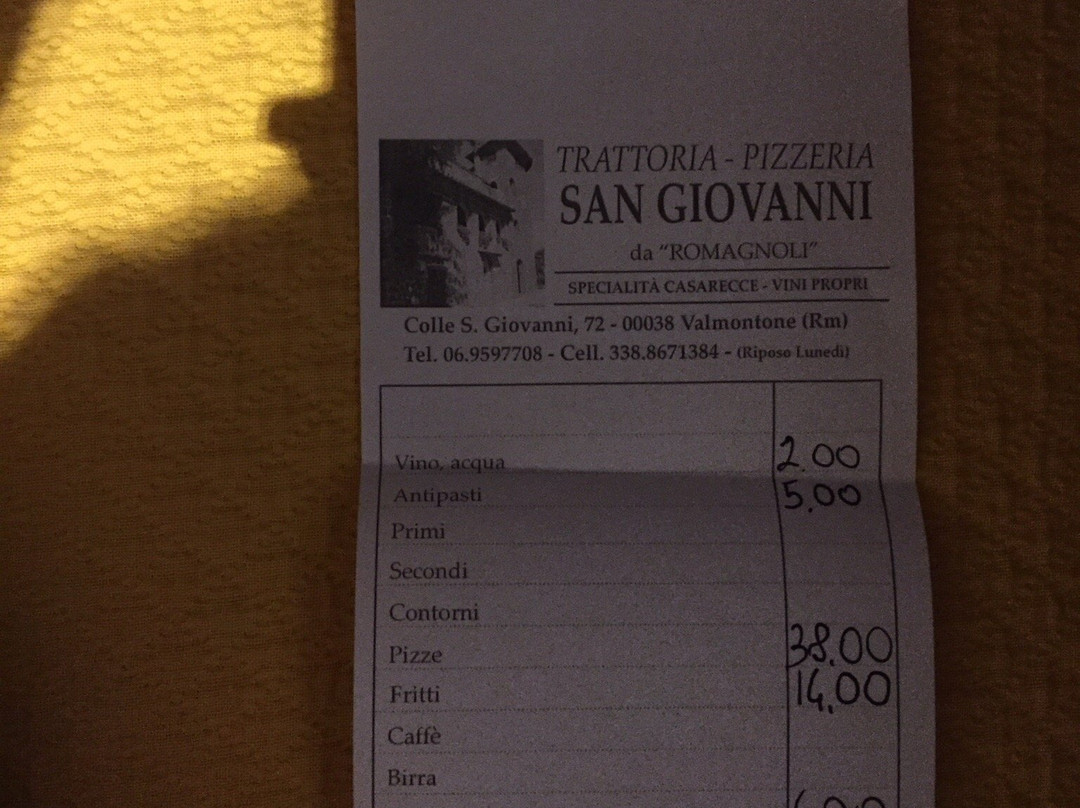 TRATTORIA - PIZZERIA
SAN GIOVANNI
da "ROMAGNOLI"
SPECIALITÀ CASARECCE - VINI PROPRI
Colle S. Giovanni, 72 - 00038 Valmontone (Rm)
Tel. 06.9597708 - Cell. 338.8671384 - (Riposo Lunedì)
Vino, acqua 2.00
Antipasti 5.00
Primi
Secondi
Contorni
Pizze 38.00
Fritti 14.00
Caffè
Birra